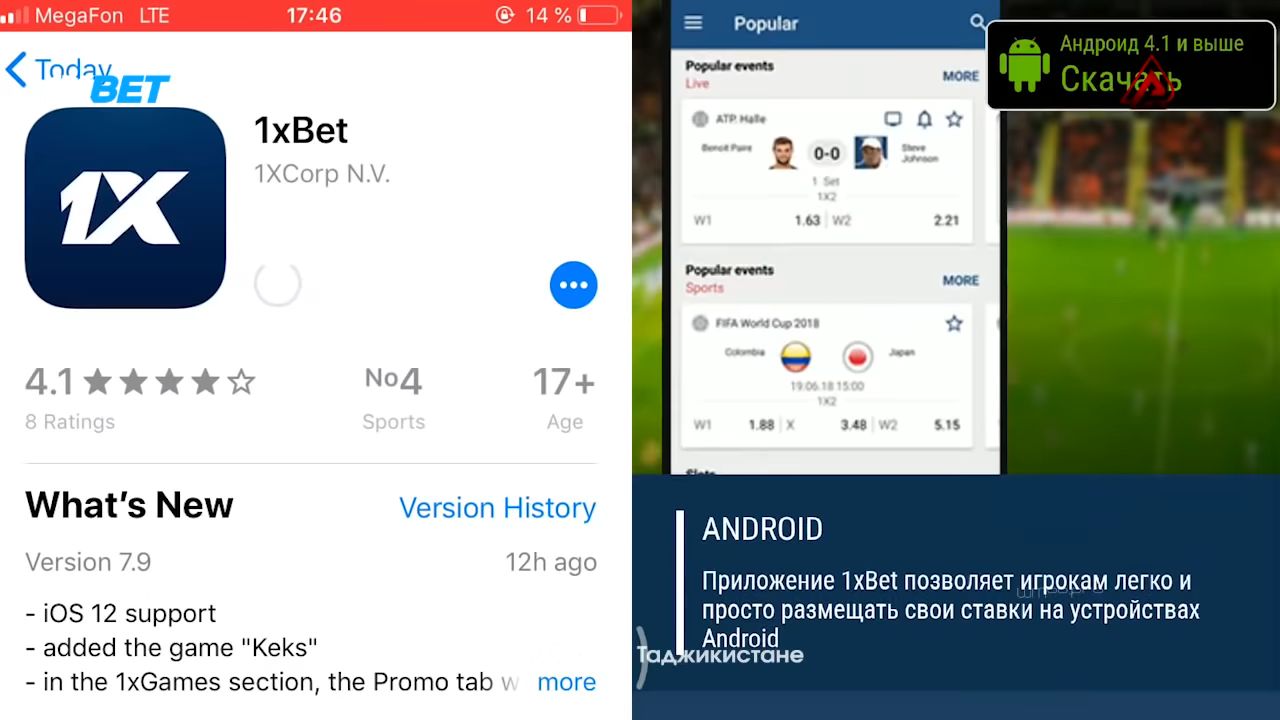 MegaFon LTE 17:46 14 %
Today
BET
1X
1xBet
1XCorp N.V.
4.1
8 Ratings
No4
Sports
17+
Age
What's New
Version History
Version 7.9
12h ago
- iOS 12 support
- added the game "Keks"
- in the 1xGames section, the Promo tab w
more
Popular
Popular events
Live
MORE
ATP. Halle
Benoit Paire
0-0
Steve
Johnson
1 Set
1X2
W1 1.63 W2 2.21
Popular events
Sports
MORE
FIFA World Cup 2018
Colombia
Japan
19.06.18 15:00
1X2
W1 1.88 X 3.48 W2 5.15
Slots
Андроид 4.1 и выше
Скачать
ANDROID
Приложение 1xBet позволяет игрокам легко и
просто размещать свои ставки на устройствах
Android
Таджикистане